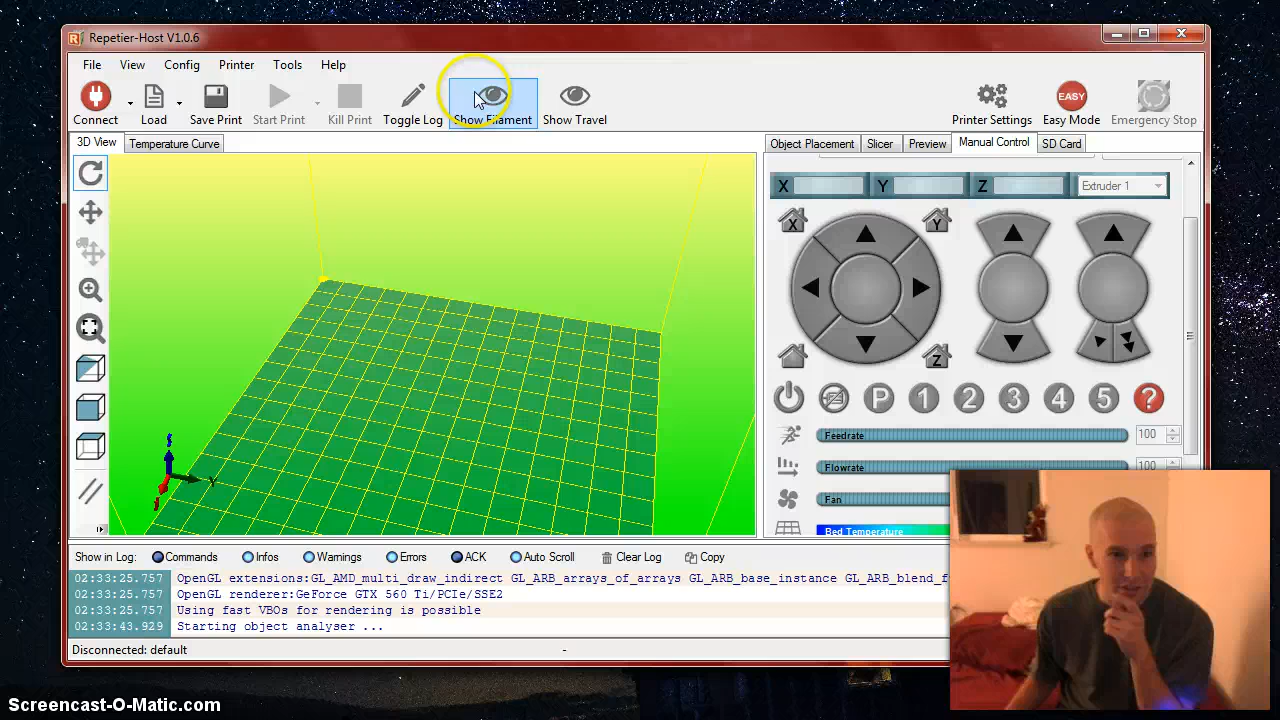 Repetier-Host V1.0.6
File View Config Printer Tools Help
Connect Load Save Print Start Print Kill Print Toggle Log Show Filament Show Travel Printer Settings EASY Easy Mode Emergency Stop
3D View Temperature Curve Object Placement Slicer Preview Manual Control SD Card
X Y Z Extruder 1
X Y
Z
P 1 2 3 4 5 ?
Feedrate 100
Flowrate 100
Fan
Bed Temperature
Y
Show in Log: Commands Infos Warnings Errors ACK Auto Scroll Clear Log Copy
02:33:25.757 OpenGL extensions:GL_AMD_multi_draw_indirect GL_ARB_arrays_of_arrays GL_ARB_base_instance GL_ARB_blend_f
02:33:25.757 OpenGL renderer:GeForce GTX 560 Ti/PCIe/SSE2
02:33:25.757 Using fast VBOs for rendering is possible
02:33:43.929 Starting object analyser ...
Disconnected: default -
Screencast-O-Matic.com